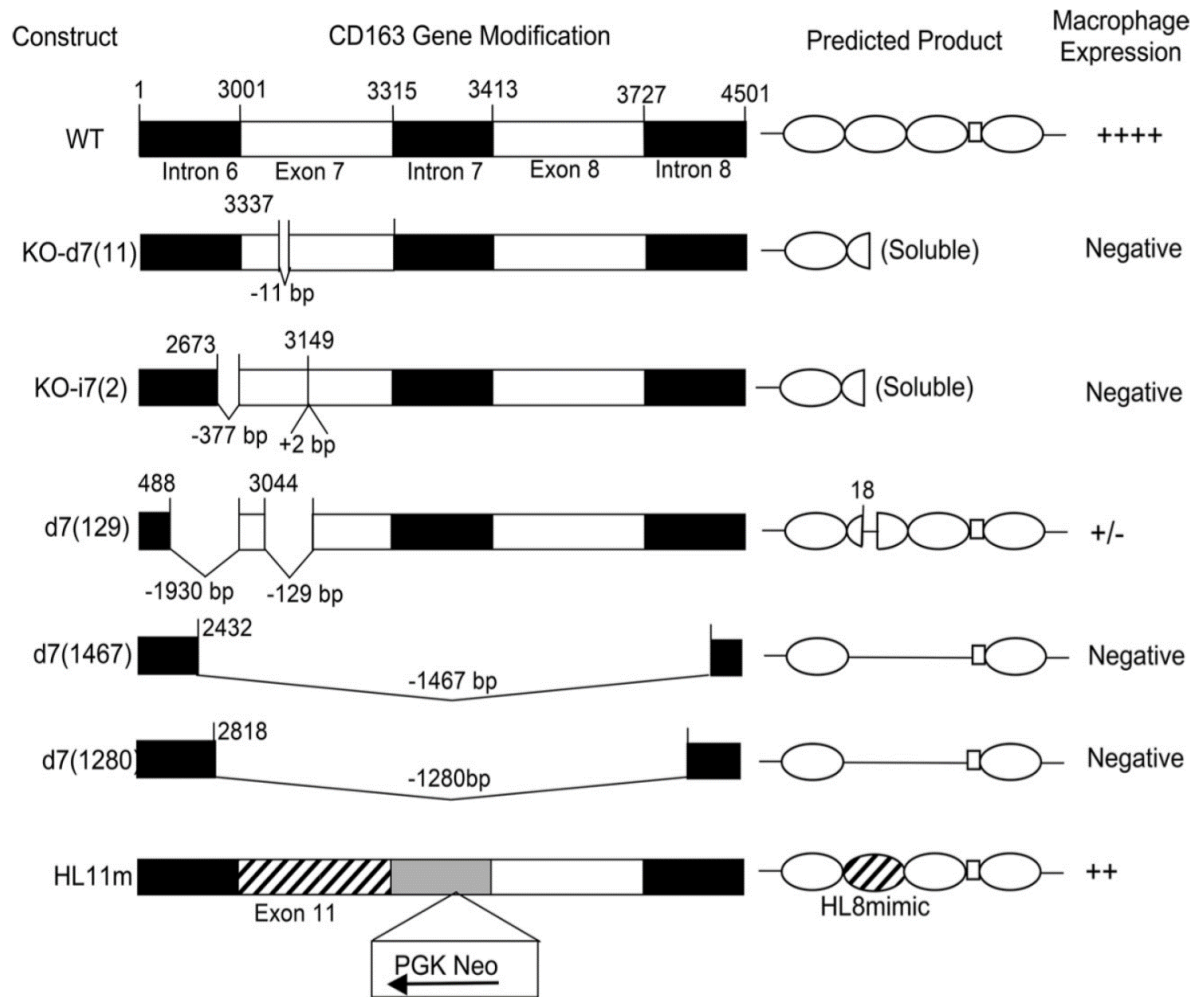 Construct
CD163 Gene Modification
Predicted Product
Macrophage
Expression
1 3001 3315 3413 3727 4501
WT
++++
Intron 6 Exon 7 Intron 7 Exon 8 Intron 8
3337
KO-d7(11)
(Soluble)
Negative
-11 bp
2673 3149
KO-i7(2)
(Soluble)
Negative
-377 bp +2 bp
488 3044
18
d7(129)
+/-
-1930 bp -129 bp
2432
d7(1467)
-1467 bp
Negative
2818
d7(1280)
-1280bp
Negative
HL11m
++
Exon 11
HL8mimic
PGK Neo